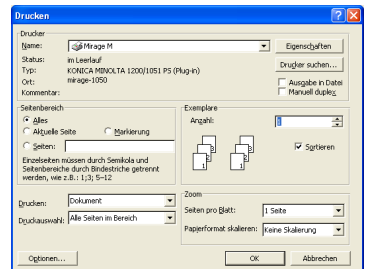 Drucken
Drucker
Name: Mirage M Eigenschaften
Status: im Leerlauf
Typ: KONICA MINOLTA 1200/1051 PS (Plug-in) Drucker suchen...
Ort: mirage-1050 Ausgabe in Datei
Kommentar: Manuell duplex
Seitenbereich Exemplare
Alles Anzahl:
Aktuelle Seite Markierung
Seiten: Sortieren
Einzelseiten müssen durch Semikola und
Seitenbereiche durch Bindestriche getrennt
werden, wie z.B.: 1;3; 5–12
Drucken: Dokument Zoom
Druckauswahl: Alle Seiten im Bereich Seiten pro Blatt: 1 Seite
Papierformat skalieren: Keine Skalierung
Optionen... OK Abbrechen